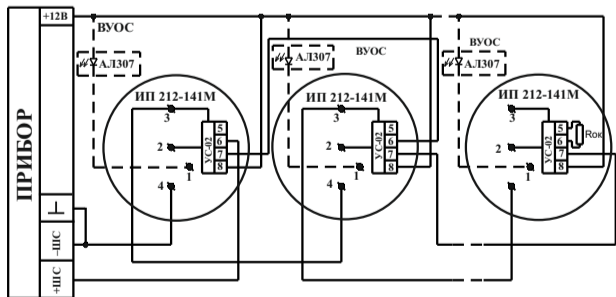 +12В
ВУОС
АЛ307
ВУОС
АЛ307
ВУОС
АЛ307
ПРИБОР
ИП 212-141М
3
2
1
4
УС-02
5
6
7
8
ИП 212-141М
3
2
1
4
УС-02
5
6
7
8
ИП 212-141М
3
2
1
УС-02
5
6
7
8
Rок
⊥
–ШС
+ШС